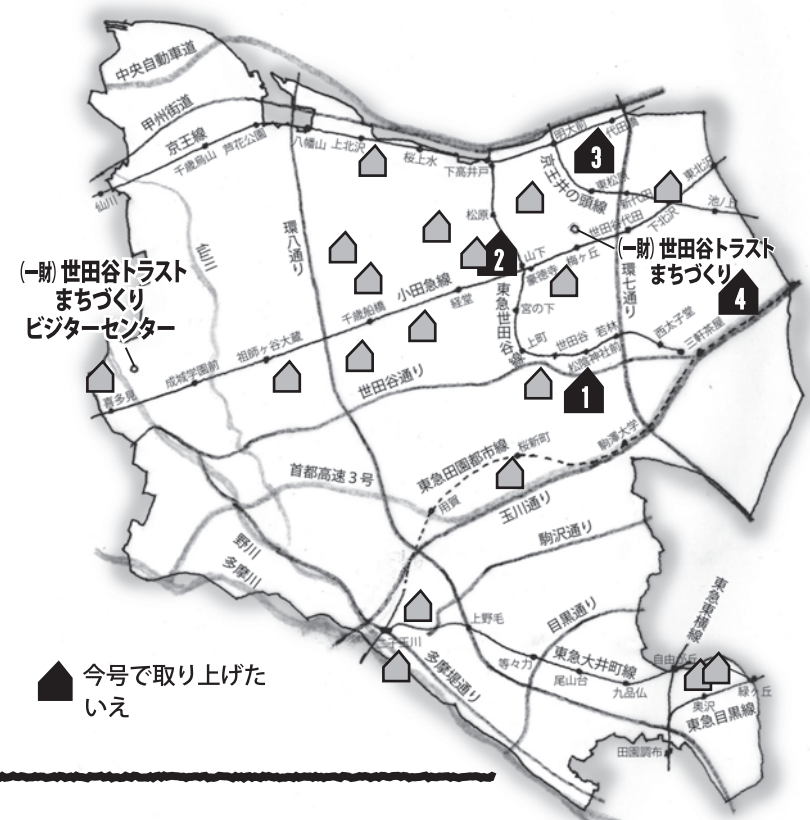 中央自動車道
甲州街道
京王線
仙川
千歳烏山
芦花公園
八幡山
上北沢
桜上水
下高井戸
明大前
代田橋
3
京王井の頭線
東松原
新代田
東北沢
池ノ上
下北沢
世田谷代田
梅ヶ丘
豪徳寺
山下
松原
2
(一財) 世田谷トラスト
まちづくり
4
環七通り
環八通り
仙川
(一財) 世田谷トラスト
まちづくり
ビジターセンター
小田急線
経堂
千歳船橋
祖師ヶ谷大蔵
成城学園前
喜多見
東急世田谷線
宮の下
上町
世田谷
松陰神社前
若林
西太子堂
三軒茶屋
1
世田谷通り
首都高速3号
東急田園都市線
桜新町
駒澤大学
用賀
玉川通り
駒沢通り
野川
多摩川
二子玉川
上野毛
目黒通り
東急東横線
等々力
東急大井町線
尾山台
九品仏
自由が丘
緑ヶ丘
奥沢
東急目黒線
田園調布
多摩堤通り
今号で取り上げた
いえ